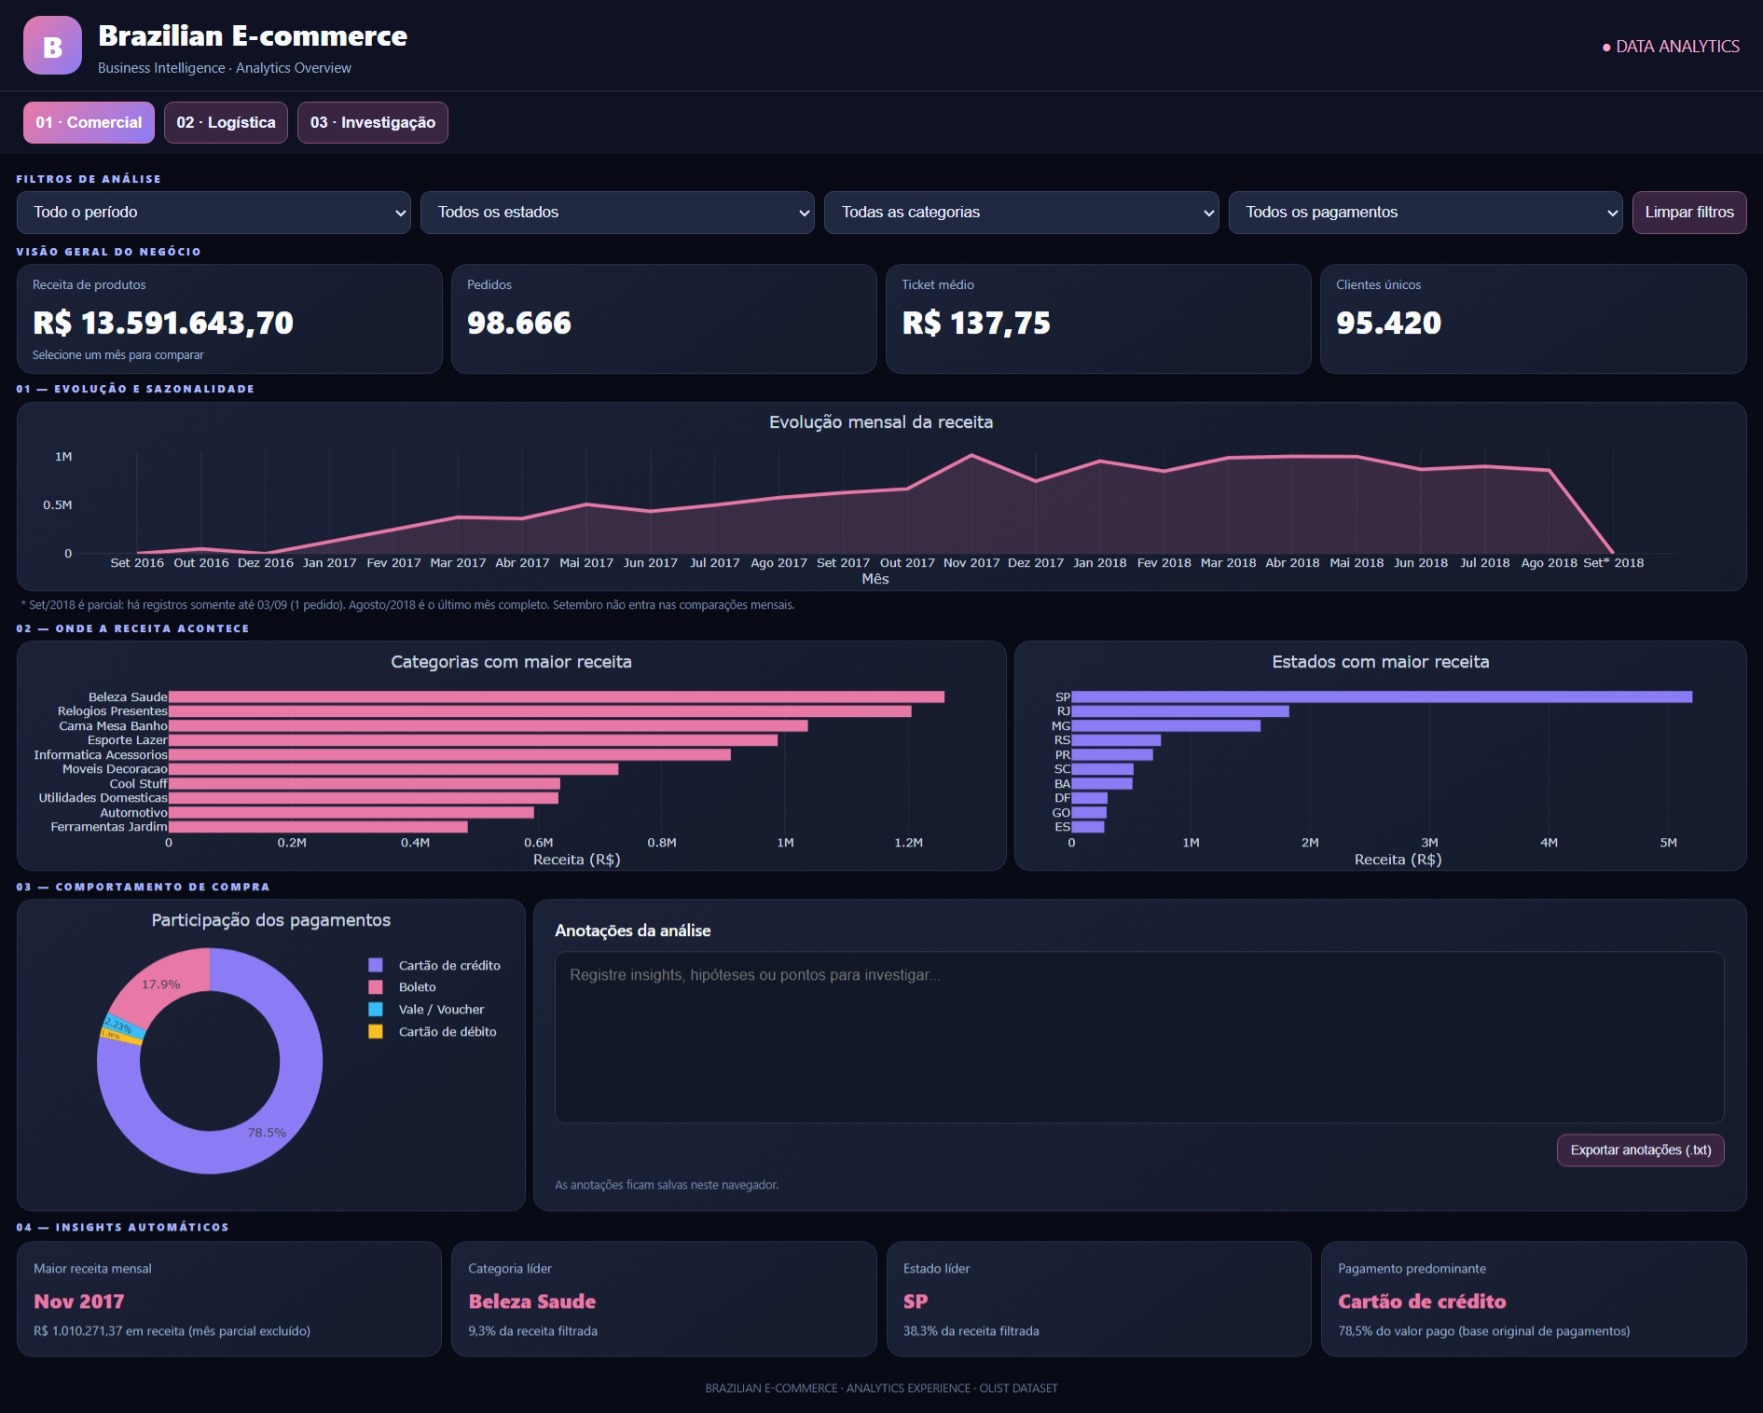 B
Brazilian E-commerce
Business Intelligence · Analytics Overview
● DATA ANALYTICS
01 · Comercial
02 · Logística
03 · Investigação
FILTROS DE ANÁLISE
Todo o período
Todos os estados
Todas as categorias
Todos os pagamentos
Limpar filtros
VISÃO GERAL DO NEGÓCIO
Receita de produtos
R$ 13.591.643,70
Selecione um mês para comparar
Pedidos
98.666
Ticket médio
R$ 137,75
Clientes únicos
95.420
01 — EVOLUÇÃO E SAZONALIDADE
Evolução mensal da receita
1M
0.5M
0
Set 2016 Out 2016 Dez 2016 Jan 2017 Fev 2017 Mar 2017 Abr 2017 Mai 2017 Jun 2017 Jul 2017 Ago 2017 Set 2017 Out 2017 Nov 2017 Dez 2017 Jan 2018 Fev 2018 Mar 2018 Abr 2018 Mai 2018 Jun 2018 Jul 2018 Ago 2018 Set* 2018
Mês
* Set/2018 é parcial: há registros somente até 03/09 (1 pedido). Agosto/2018 é o último mês completo. Setembro não entra nas comparações mensais.
02 — ONDE A RECEITA ACONTECE
Categorias com maior receita
Beleza Saude
Relogios Presentes
Cama Mesa Banho
Esporte Lazer
Informatica Acessorios
Moveis Decoracao
Cool Stuff
Utilidades Domesticas
Automotivo
Ferramentas Jardim
0 0.2M 0.4M 0.6M 0.8M 1M 1.2M
Receita (R$)
Estados com maior receita
SP
RJ
MG
RS
PR
SC
BA
DF
GO
ES
0 1M 2M 3M 4M 5M
Receita (R$)
03 — COMPORTAMENTO DE COMPRA
Participação dos pagamentos
17.9%
2.23%
78.5%
Cartão de crédito
Boleto
Vale / Voucher
Cartão de débito
Anotações da análise
Registre insights, hipóteses ou pontos para investigar...
Exportar anotações (.txt)
As anotações ficam salvas neste navegador.
04 — INSIGHTS AUTOMÁTICOS
Maior receita mensal
Nov 2017
R$ 1.010.271,37 em receita (mês parcial excluído)
Categoria líder
Beleza Saude
9,3% da receita filtrada
Estado líder
SP
38,3% da receita filtrada
Pagamento predominante
Cartão de crédito
78,5% do valor pago (base original de pagamentos)
BRAZILIAN E-COMMERCE · ANALYTICS EXPERIENCE · OLIST DATASET